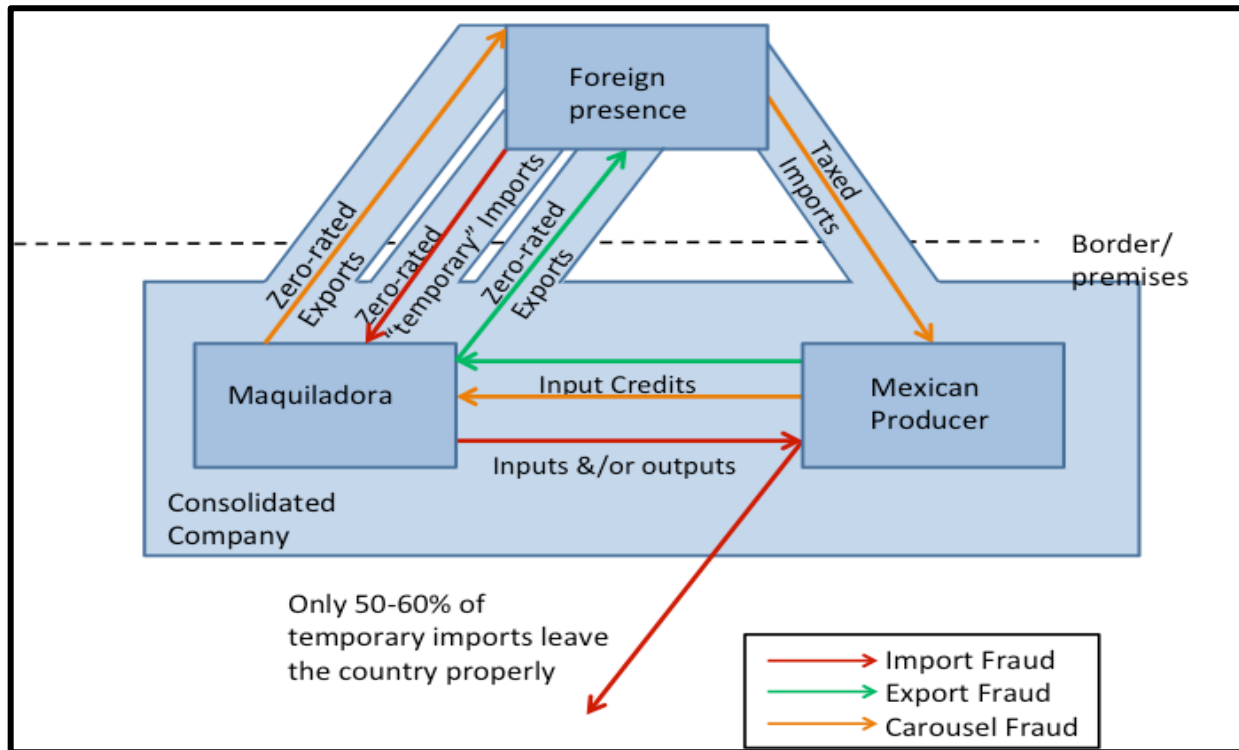 Foreign
presence
Zero-rated
Exports
Zero-rated
“temporary” Imports
Zero-rated
Exports
Taxed
Imports
Border/
premises
Maquiladora
Input Credits
Inputs &/or outputs
Mexican
Producer
Consolidated
Company
Only 50-60% of
temporary imports leave
the country properly
Import Fraud
Export Fraud
Carousel Fraud